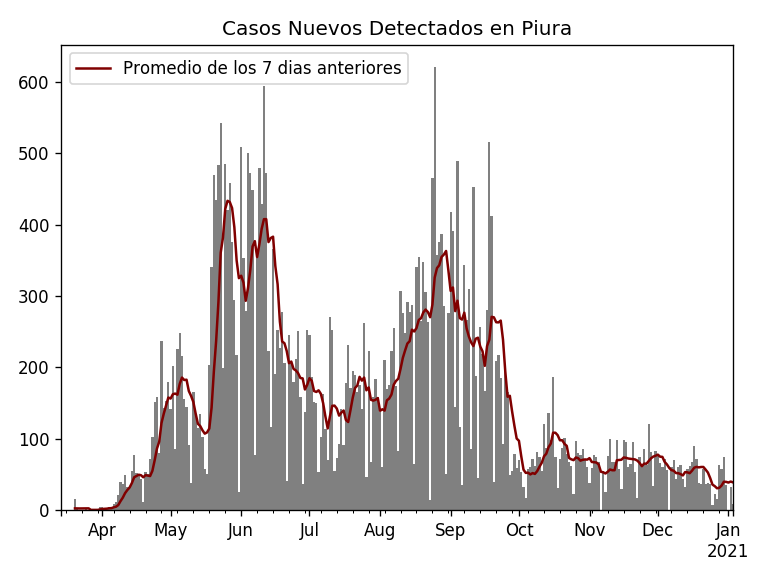 Casos Nuevos Detectados en Piura
Promedio de los 7 dias anteriores
600
500
400
300
200
100
0
Apr May Jun Jul Aug Sep Oct Nov Dec Jan
2021